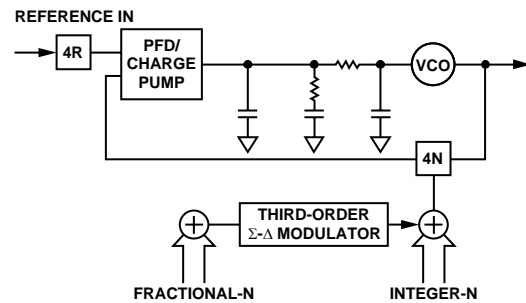 REFERENCE IN
4R
PFD/
CHARGE
PUMP
VCO
4N
THIRD-ORDER
Σ-Δ MODULATOR
FRACTIONAL-N
INTEGER-N